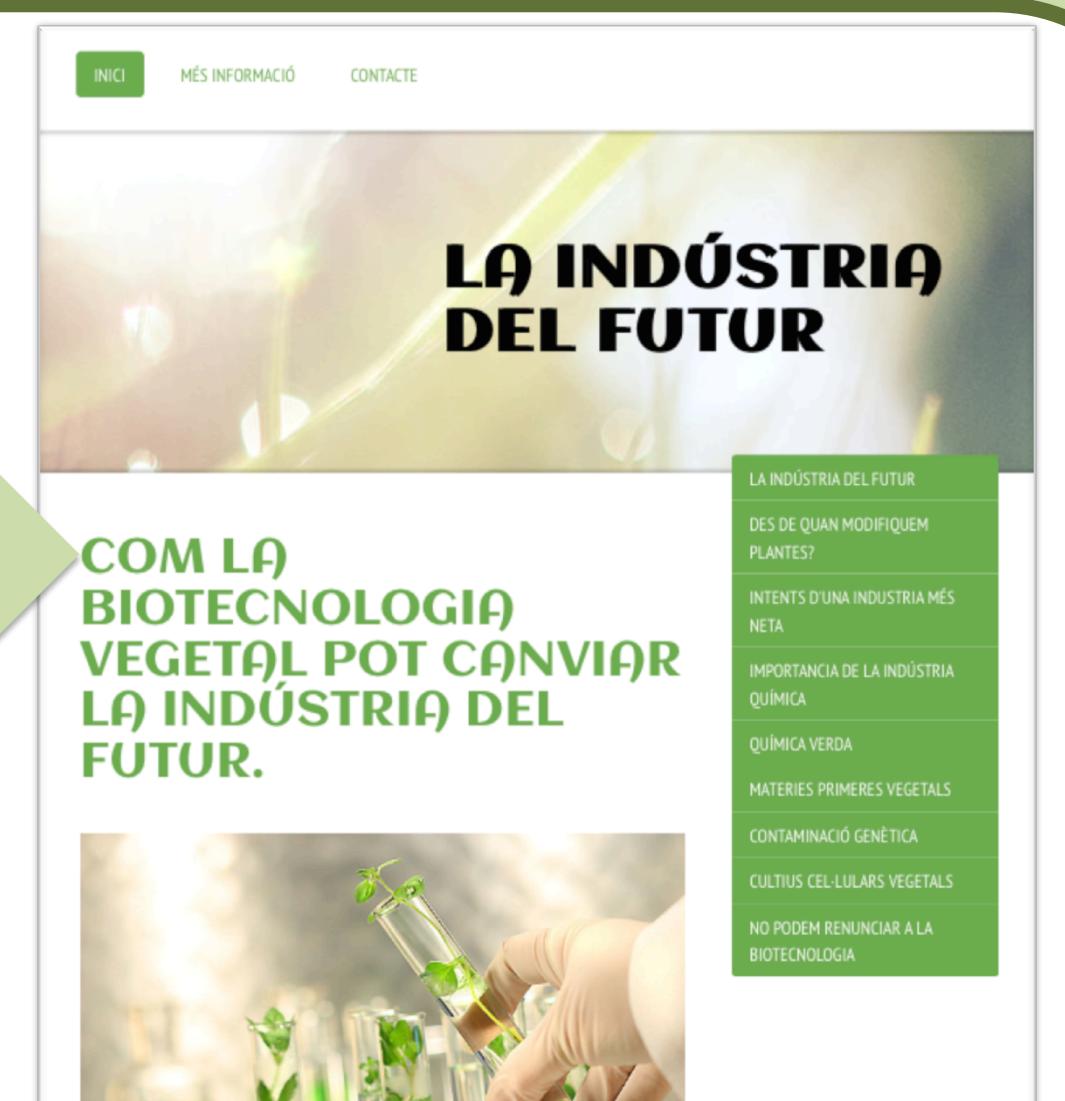 INICI MÉS INFORMACIÓ CONTACTE
LA INDÚSTRIA
DEL FUTUR
COM LA
BIOTECNOLOGIA
VEGETAL POT CANVIAR
LA INDÚSTRIA DEL
FUTUR.
LA INDÚSTRIA DEL FUTUR
DES DE QUAN MODIFIQUEM
PLANTES?
INTENTS D'UNA INDUSTRIA MÉS
NETA
IMPORTANCIA DE LA INDÚSTRIA
QUÍMICA
QUÍMICA VERDA
MATERIES PRIMERES VEGETALS
CONTAMINACIÓ GENÈTICA
CULTIUS CEL·LULARS VEGETALS
NO PODEM RENUNCIAR A LA
BIOTECNOLOGIA